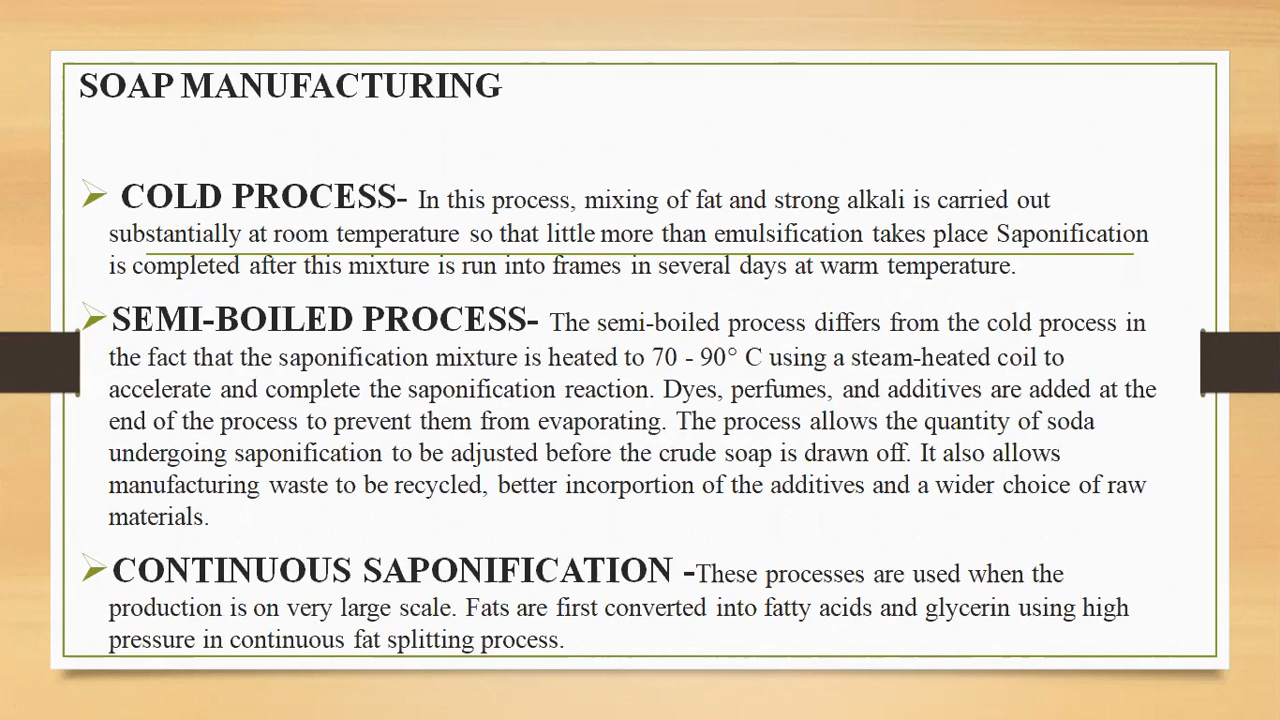 SOAP MANUFACTURING
COLD PROCESS- In this process, mixing of fat and strong alkali is carried out
substantially at room temperature so that little more than emulsification takes place Saponification
is completed after this mixture is run into frames in several days at warm temperature.
SEMI-BOILED PROCESS- The semi-boiled process differs from the cold process in
the fact that the saponification mixture is heated to 70 - 90° C using a steam-heated coil to
accelerate and complete the saponification reaction. Dyes, perfumes, and additives are added at the
end of the process to prevent them from evaporating. The process allows the quantity of soda
undergoing saponification to be adjusted before the crude soap is drawn off. It also allows
manufacturing waste to be recycled, better incorportion of the additives and a wider choice of raw
materials.
CONTINUOUS SAPONIFICATION -These processes are used when the
production is on very large scale. Fats are first converted into fatty acids and glycerin using high
pressure in continuous fat splitting process.